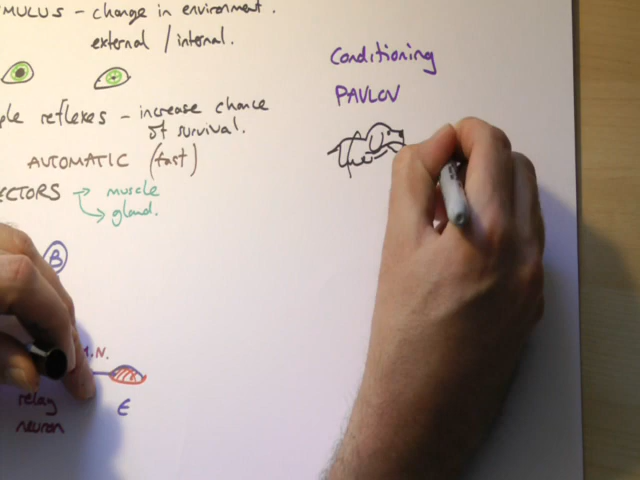 MULUS - change in environment.
external / internal.
ple reflexes - increase chance
of survival.
AUTOMATIC (fast)
ECTORS → muscle
→ gland.
B
M.N.
relay
neuron
E
Conditioning
PAVLOV